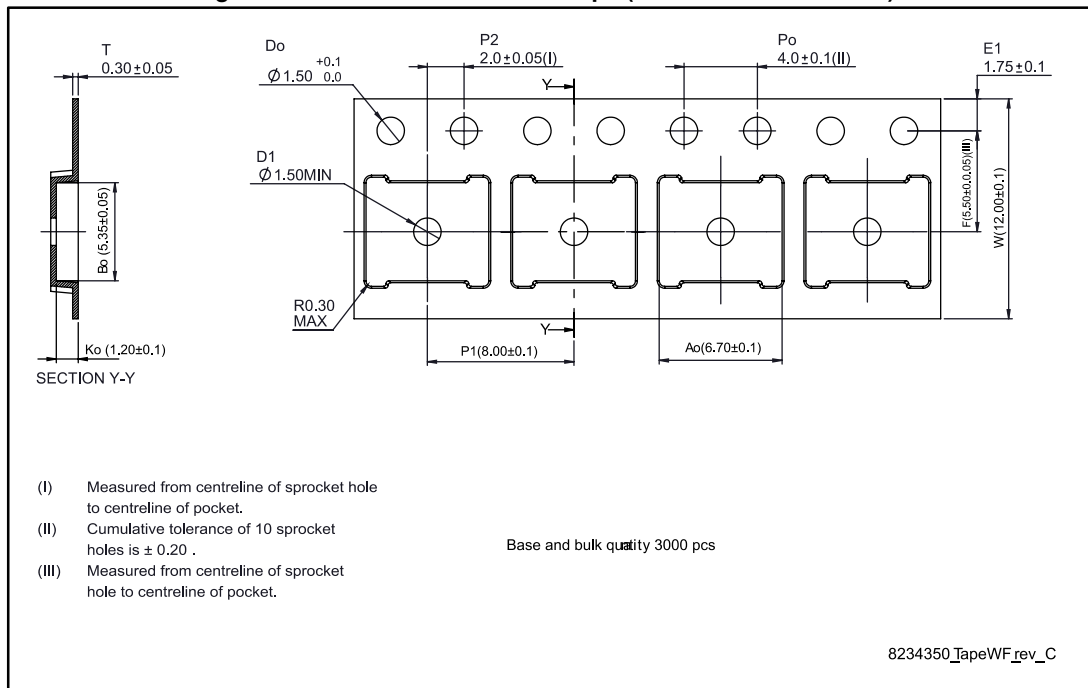 T
0.30±0.05
Do
+0.1
Ø1.50 0.0
P2
2.0±0.05(I)
Po
4.0±0.1(II)
E1
1.75±0.1
Y
D1
Ø1.50MIN
Bo (5.35±0.05)
F(5.50±0.0.05)(III)
W(12.00±0.1)
R0.30
MAX
Y
Ko (1.20±0.1)
P1(8.00±0.1)
Ao(6.70±0.1)
SECTION Y-Y
(I) Measured from centreline of sprocket hole
to centreline of pocket.
(II) Cumulative tolerance of 10 sprocket
holes is ± 0.20 .
(III) Measured from centreline of sprocket
hole to centreline of pocket.
Base and bulk quatity 3000 pcs
8234350_TapeWF_rev_C